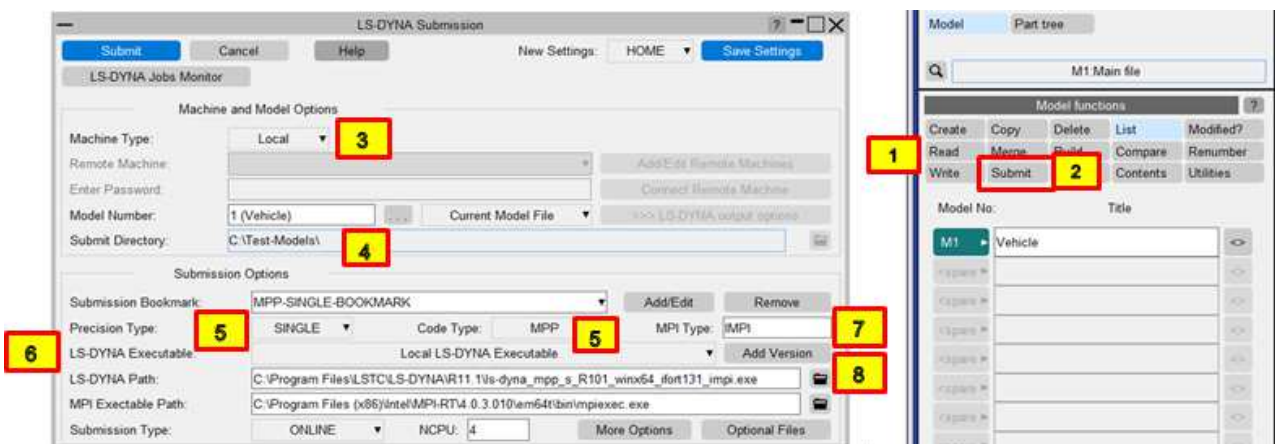 LS-DYNA Submission ?
Submit Cancel Help New Settings: HOME Save Settings
LS-DYNA Jobs Monitor
Machine and Model Options
Machine Type: Local 3
Remote Machine: Add/Edit Remote Machines
Enter Password: Connect Remote Machine
Model Number: 1 (Vehicle) ... Current Model File >>> LS-DYNA output options
Submit Directory: C:\Test-Models\ 4
Submission Options
Submission Bookmark: MPP-SINGLE-BOOKMARK Add/Edit Remove
Precision Type: 5 SINGLE Code Type: MPP 5 MPI Type: IMPI 7
6 LS-DYNA Executable: Local LS-DYNA Executable Add Version
LS-DYNA Path: C:\Program Files\LSTC\LS-DYNA\R11.1\ls-dyna_mpp_s_R101_winx64_ifort131_impi.exe 8
MPI Exectable Path: C:\Program Files (x86)\Intel\MPI-RT\4.0.3.010\em64t\bin\mpiexec.exe
Submission Type: ONLINE NCPU: 4 More Options Optional Files
Model Part tree
M1:Main file
Model functions ?
Create Copy Delete List Modified?
1 Read Merge Build Compare Renumber
Write Submit 2 Contents Utilities
Model No: Title
M1 Vehicle <>
<spare <>
<spare <>
<spare <>
<spare <>
<spare <>
<spare <>